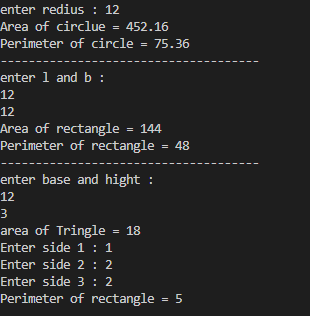 enter redius : 12
Area of circlue = 452.16
Perimeter of circle = 75.36
-------------------------------------
enter l and b :
12
12
Area of rectangle = 144
Perimeter of rectangle = 48
-------------------------------------
enter base and hight :
12
3
area of Tringle = 18
Enter side 1 : 1
Enter side 2 : 2
Enter side 3 : 2
Perimeter of rectangle = 5